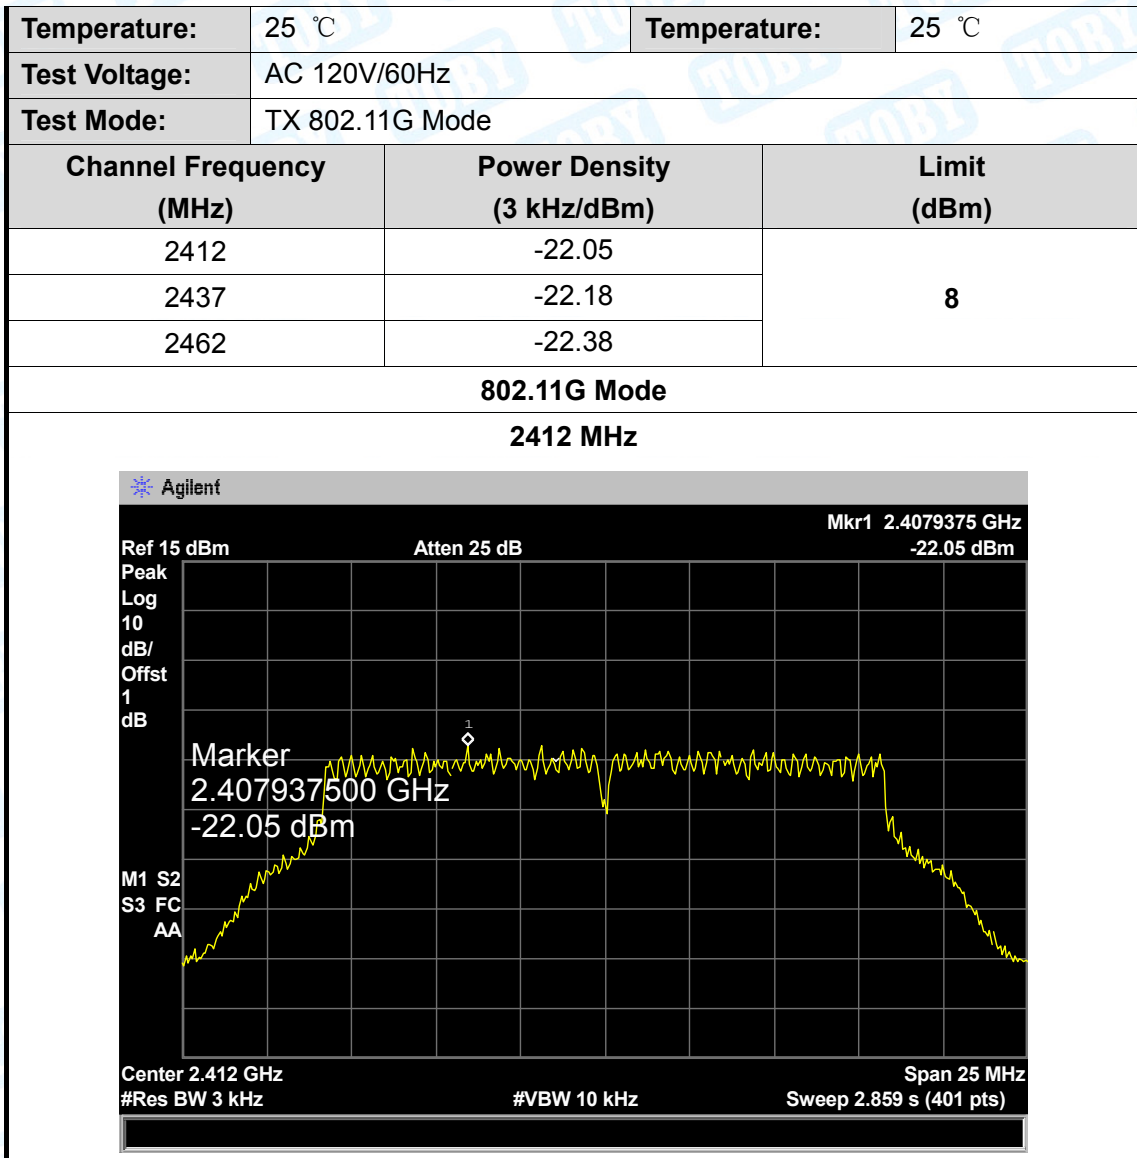 Temperature: 25 ℃ Temperature: 25 ℃
Test Voltage: AC 120V/60Hz
Test Mode: TX 802.11G Mode
Channel Frequency (MHz) Power Density (3 kHz/dBm) Limit (dBm)
2412 -22.05 8
2437 -22.18
2462 -22.38
802.11G Mode
2412 MHz
Agilent
Mkr1 2.4079375 GHz
Ref 15 dBm Atten 25 dB -22.05 dBm
Peak
Log
10
dB/
Offst
1
dB
1
Marker
2.407937500 GHz
-22.05 dBm
M1 S2
S3 FC
AA
Center 2.412 GHz Span 25 MHz
#Res BW 3 kHz #VBW 10 kHz Sweep 2.859 s (401 pts)
TOBY